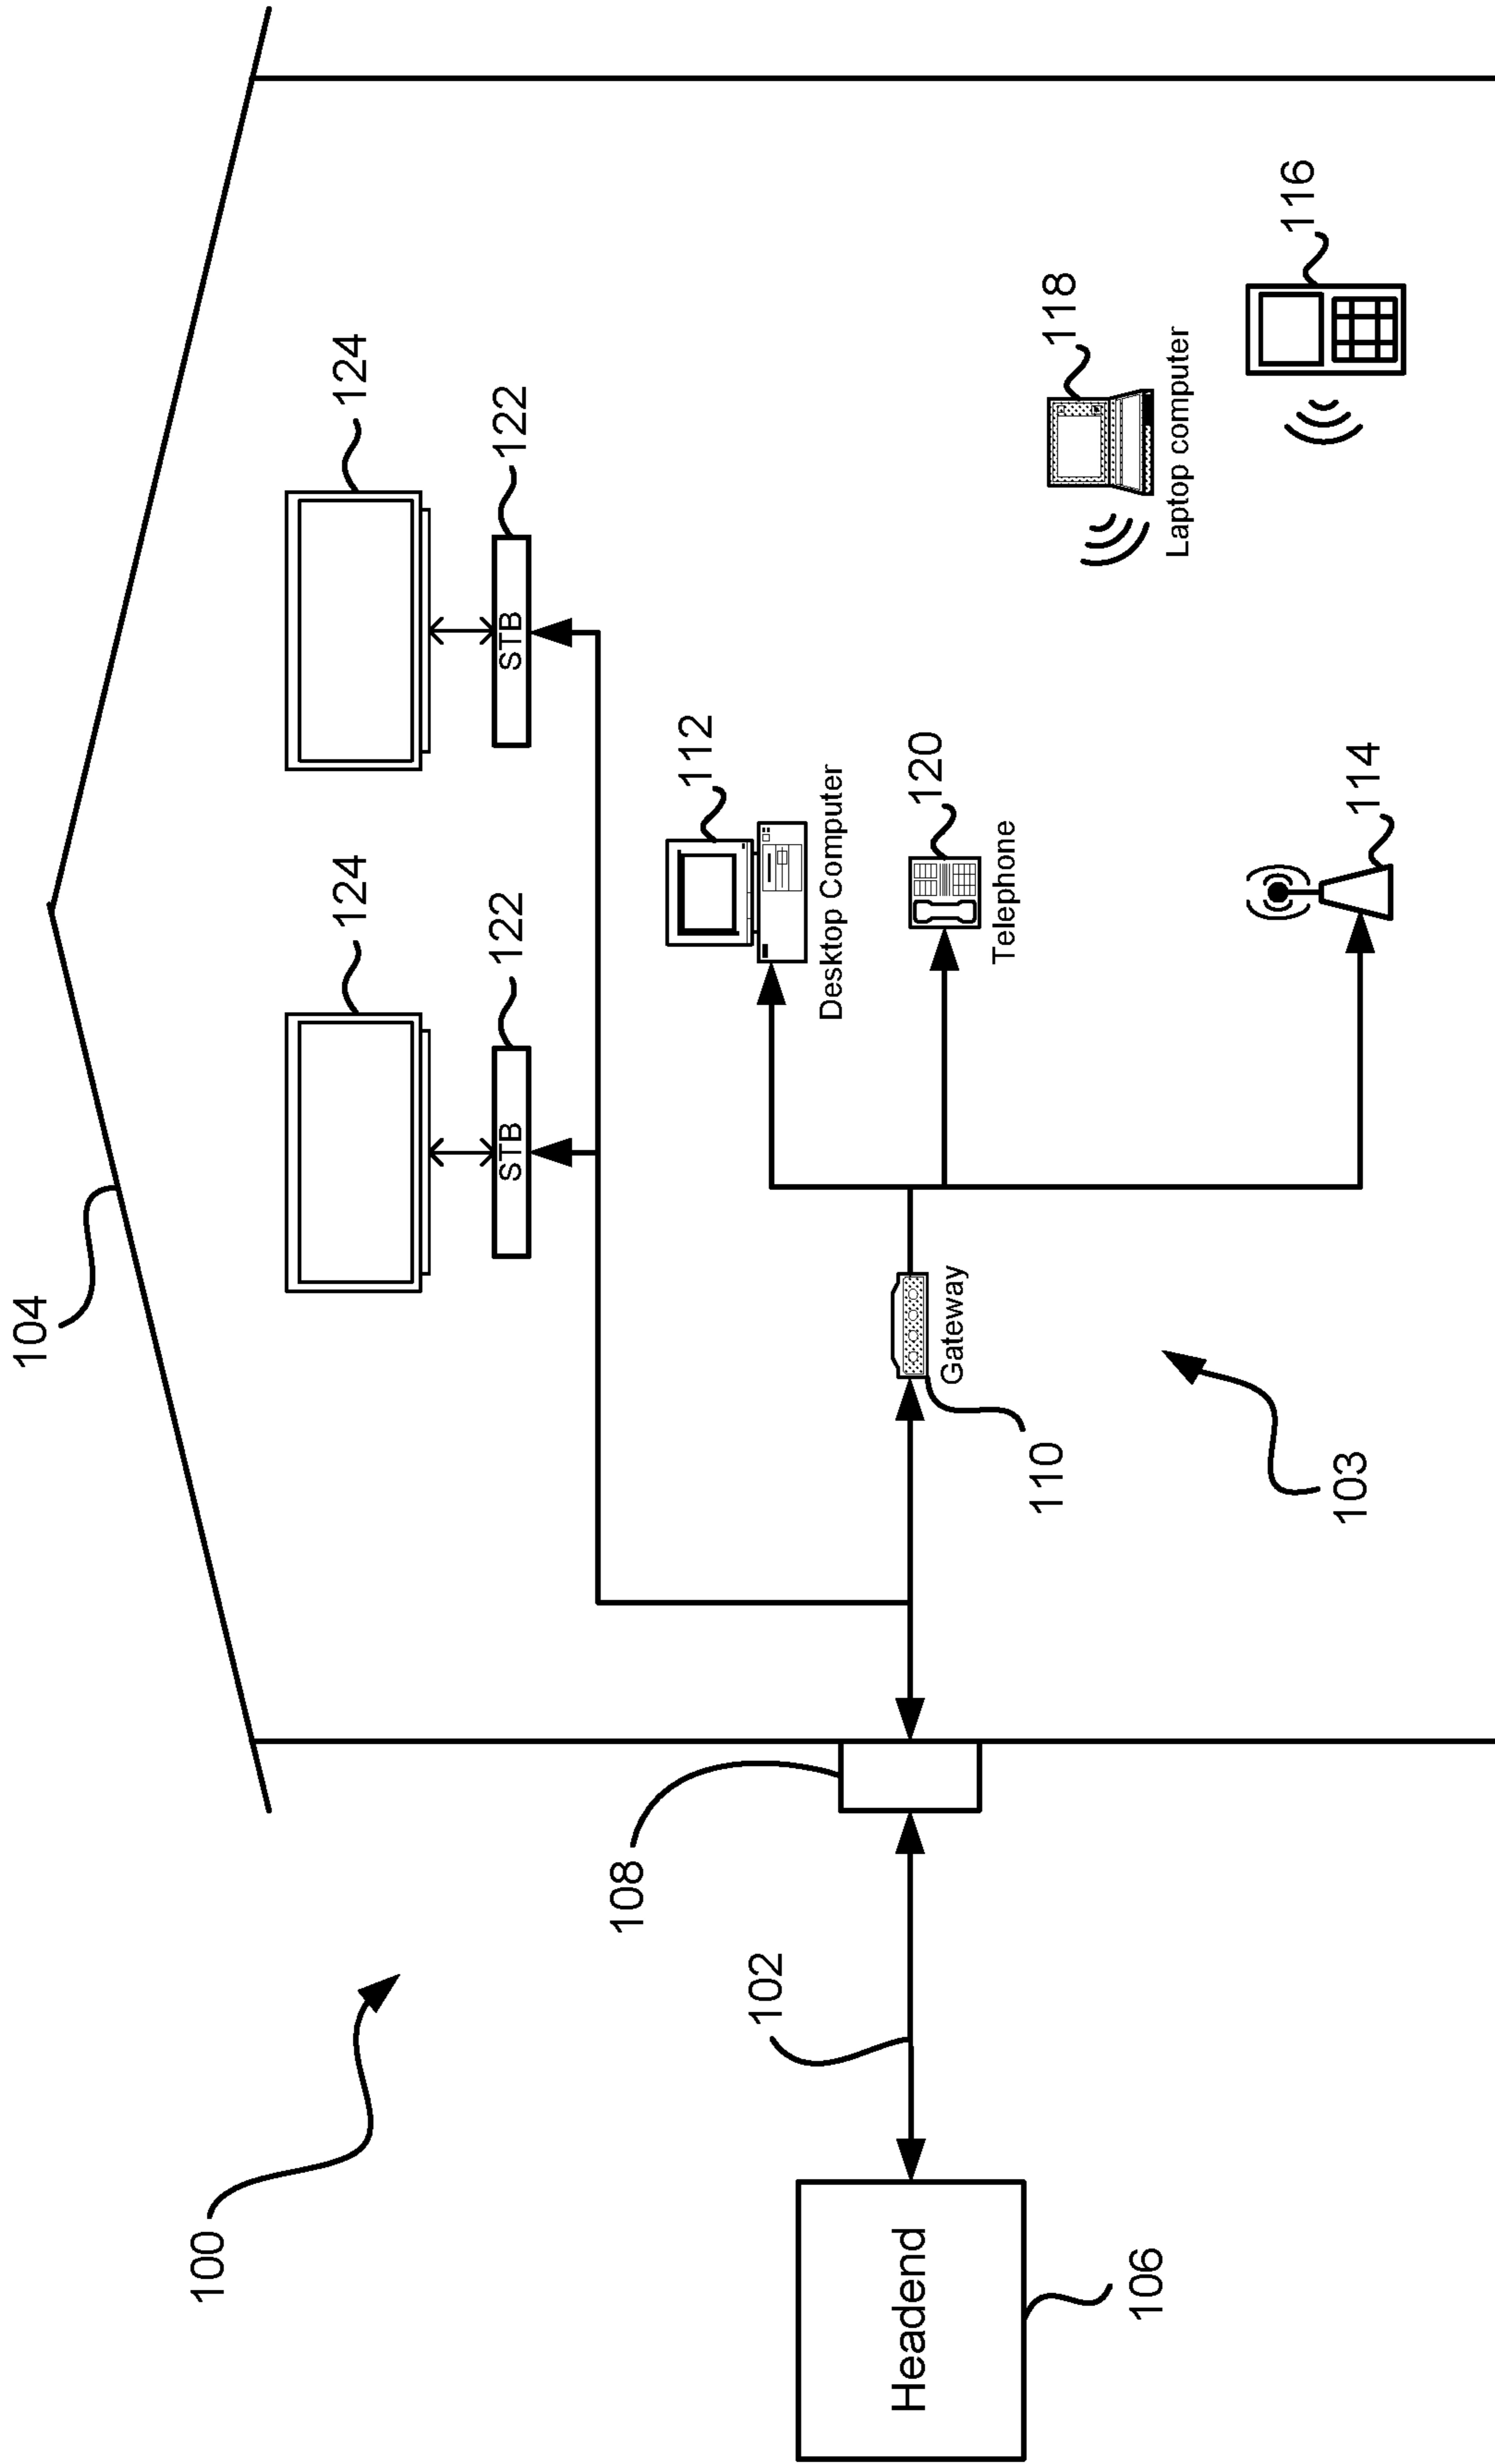 100
104
124
124
122
122
STB
STB
112
Desktop Computer
108
102
Headend
106
110
Gateway
120
Telephone
118
Laptop computer
116
114
103